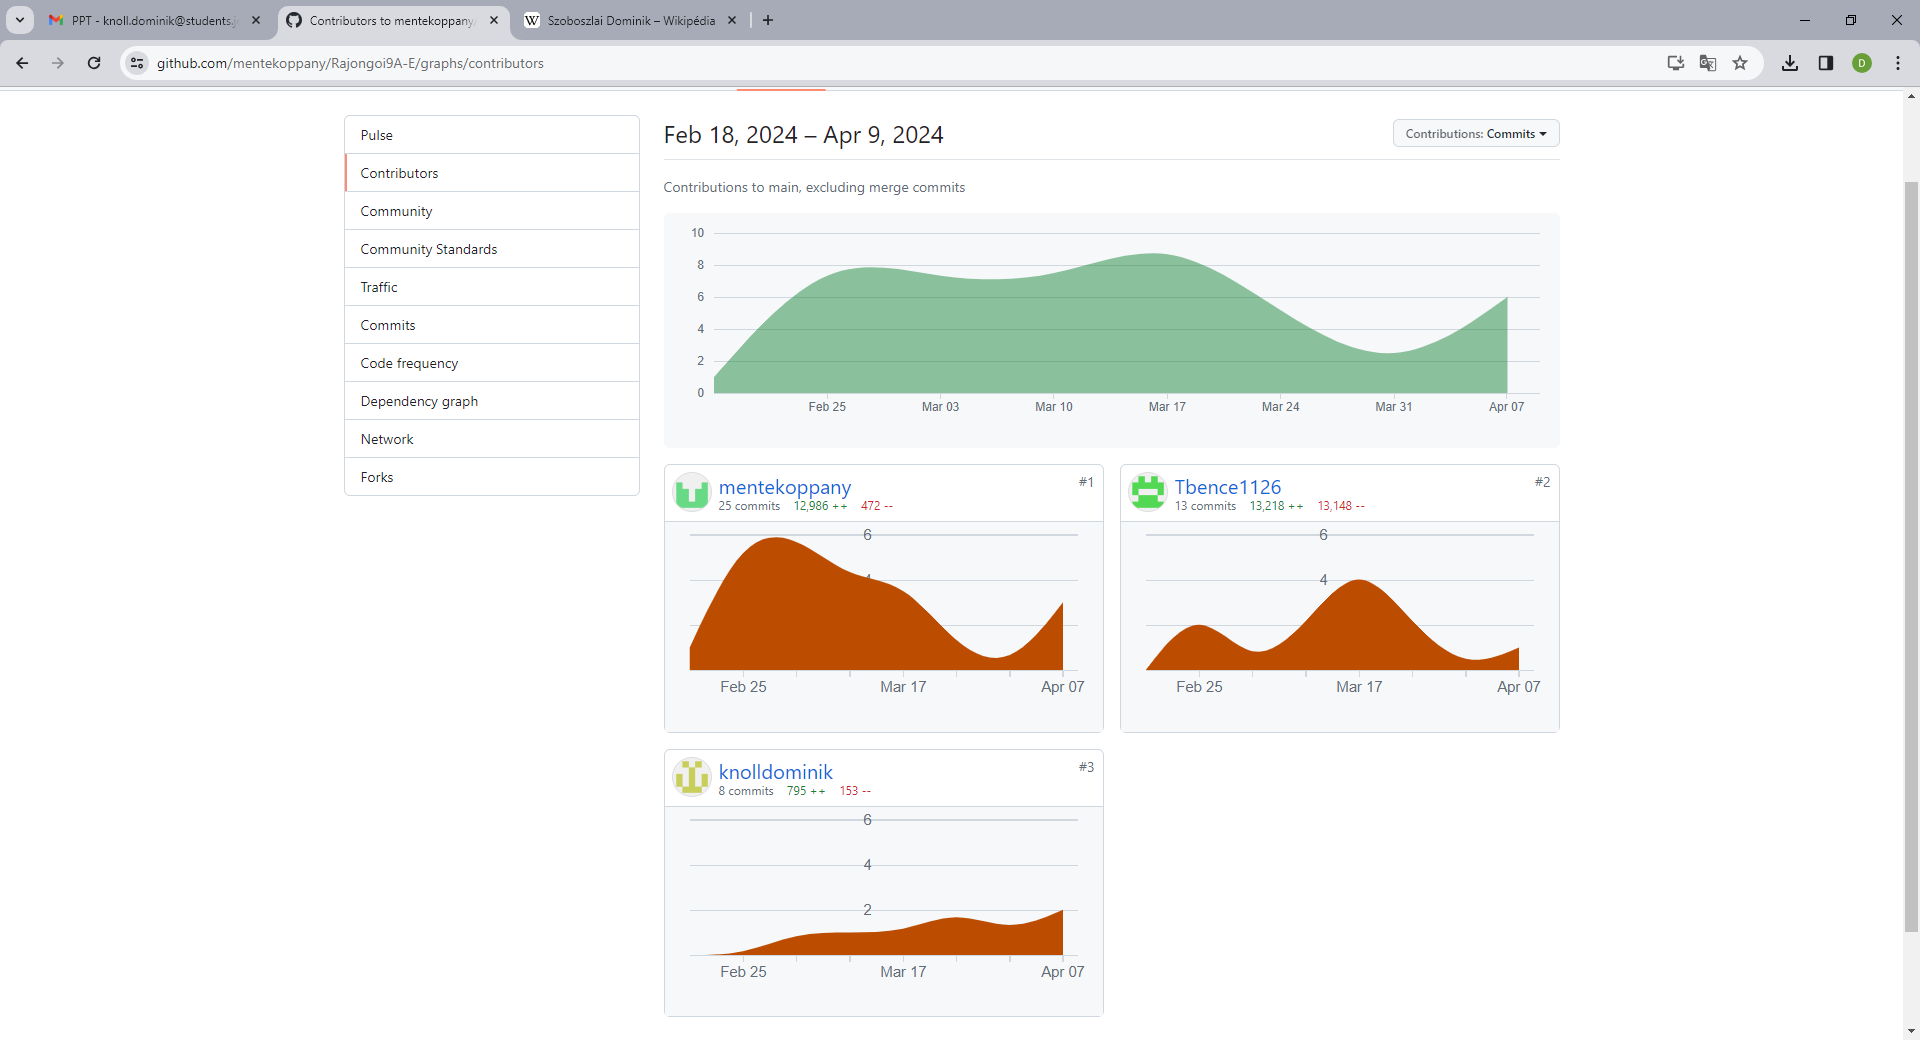 PPT - knoll.dominik@students.j
Contributors to mentekoppany/
Szoboszlai Dominik – Wikipédia
github.com/mentekoppany/Rajongoi9A-E/graphs/contributors
D
Pulse
Contributors
Community
Community Standards
Traffic
Commits
Code frequency
Dependency graph
Network
Forks
Feb 18, 2024 – Apr 9, 2024
Contributions: Commits
Contributions to main, excluding merge commits
10
8
6
4
2
0
Feb 25 Mar 03 Mar 10 Mar 17 Mar 24 Mar 31 Apr 07
mentekoppany #1
25 commits 12,986 ++ 472 --
6
4
Feb 25 Mar 17 Apr 07
Tbence1126 #2
13 commits 13,218 ++ 13,148 --
6
4
Feb 25 Mar 17 Apr 07
knolldominik #3
8 commits 795 ++ 153 --
6
4
2
Feb 25 Mar 17 Apr 07